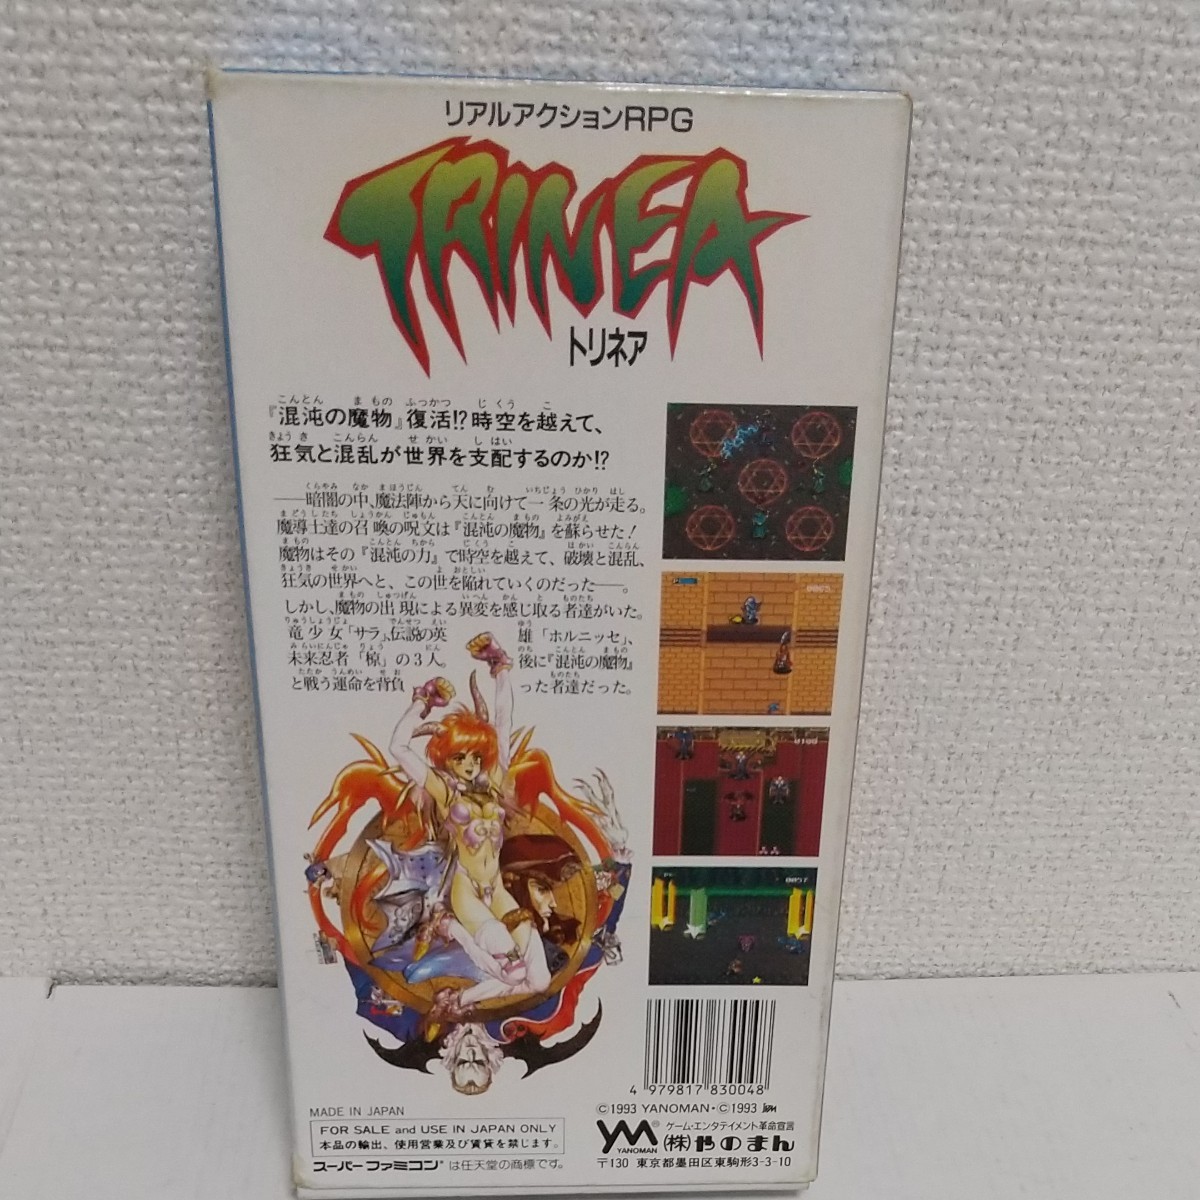 リアルアクションRPG
TRINEA
トリネア
『混沌の魔物』復活!?時空を越えて、
狂気と混乱が世界を支配するのか!?
──暗闇の中、魔法陣から天に向けて一条の光が走る。
魔導士達の召喚の呪文は『混沌の魔物』を蘇らせた!
魔物はその『混沌の力』で時空を越えて、破壊と混乱、
狂気の世界へと、この世を陥れていくのだった──。
しかし、魔物の出現による異変を感じ取る者達がいた。
竜少女「サラ」、伝説の英雄「ホルニッセ」、
未来忍者「椋」の3人。後に『混沌の魔物』
と戦う運命を背負った者達だった。
0100
0057
4 979817 830048
MADE IN JAPAN
FOR SALE and USE IN JAPAN ONLY
本品の輸出、使用営業及び賃貸を禁じます。
スーパーファミコン®は任天堂の商標です。
©1993 YANOMAN・©1993
YM®
YANOMAN
ゲーム・エンタテイメント革命宣言
(株)やのまん
〒130 東京都墨田区東駒形3-3-10